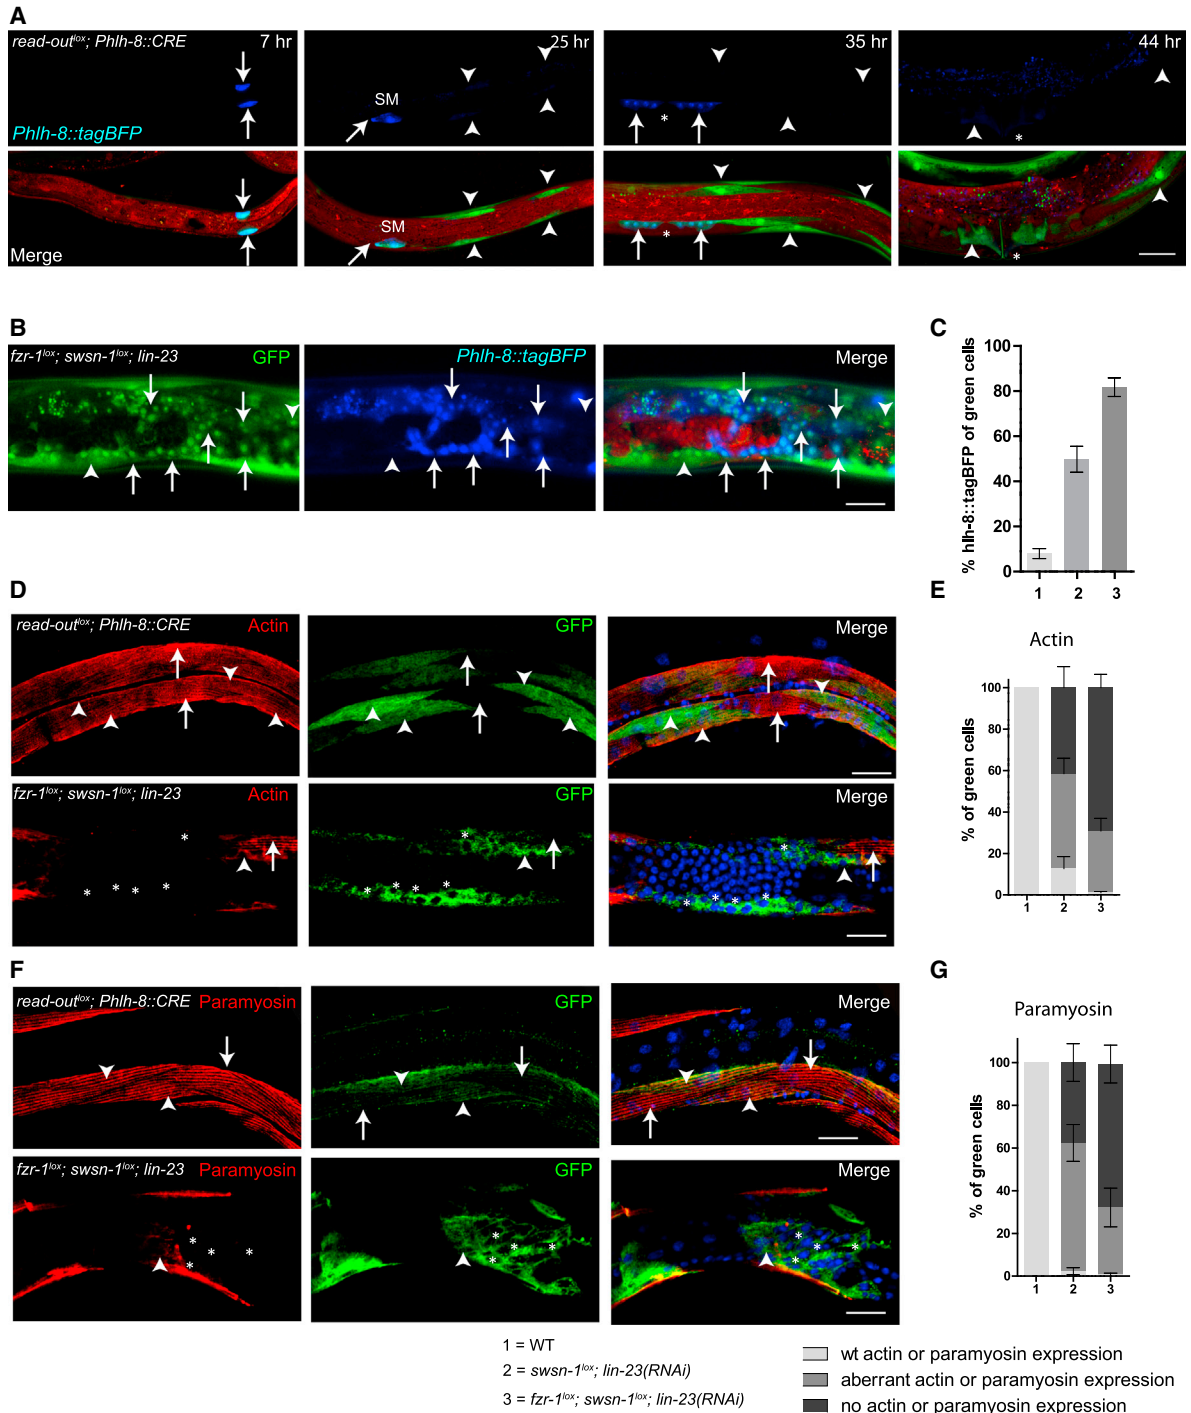 A
read-outlox; Phlh-8::CRE
7 hr
25 hr
35 hr
44 hr
SM
*
*
Phlh-8::tagBFP
SM
*
*
Merge
B
fzr-1lox; swsn-1lox; lin-23
GFP
Phlh-8::tagBFP
Merge
C
100
80
60
40
20
0
% hlh-8::tagBFP of green cells
1 2 3
D
read-outlox; Phlh-8::CRE
Actin
GFP
Merge
fzr-1lox; swsn-1lox; lin-23
Actin
GFP
Merge
* * * * *
* * * * *
* * * * *
E
Actin
100
80
60
40
20
0
% of green cells
1 2 3
F
read-outlox; Phlh-8::CRE
Paramyosin
GFP
Merge
fzr-1lox; swsn-1lox; lin-23
Paramyosin
GFP
Merge
* * * *
* * * *
* * * *
G
Paramyosin
100
80
60
40
20
0
% of green cells
1 2 3
1 = WT
2 = swsn-1lox; lin-23(RNAi)
3 = fzr-1lox; swsn-1lox; lin-23(RNAi)
wt actin or paramyosin expression
aberrant actin or paramyosin expression
no actin or paramyosin expression